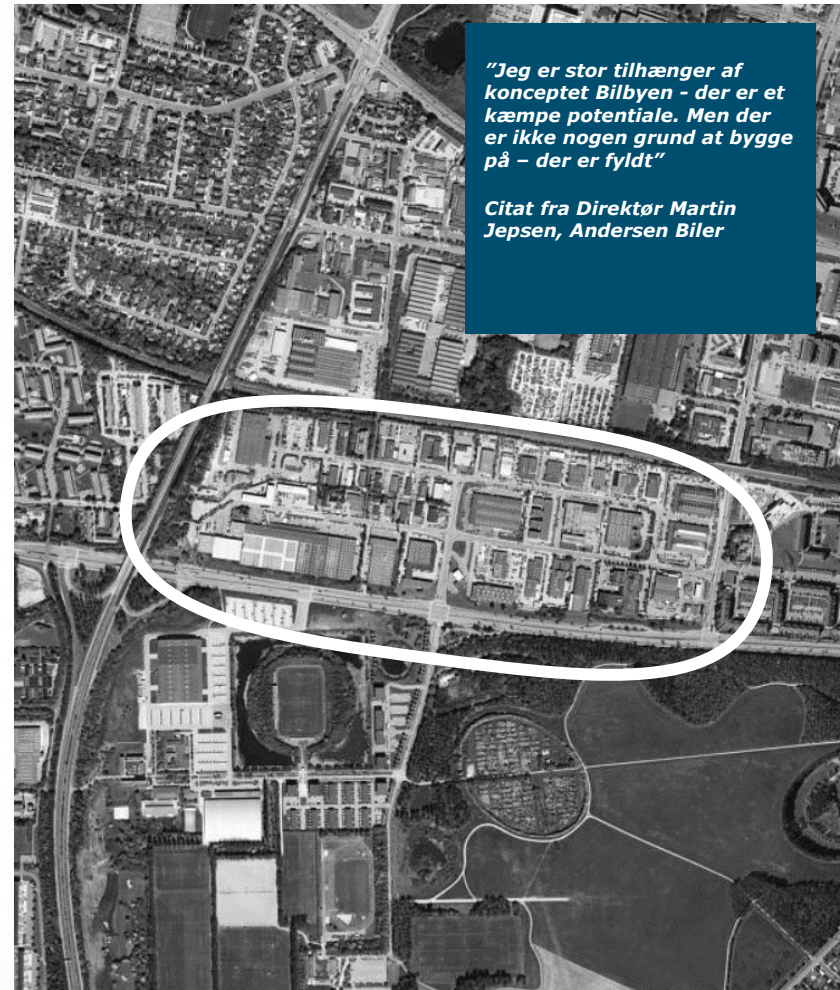 ”Jeg er stor tilhænger af
konceptet Bilbyen - der er et
kæmpe potentiale. Men der
er ikke nogen grund at bygge
på – der er fyldt”
Citat fra Direktør Martin
Jepsen, Andersen Biler